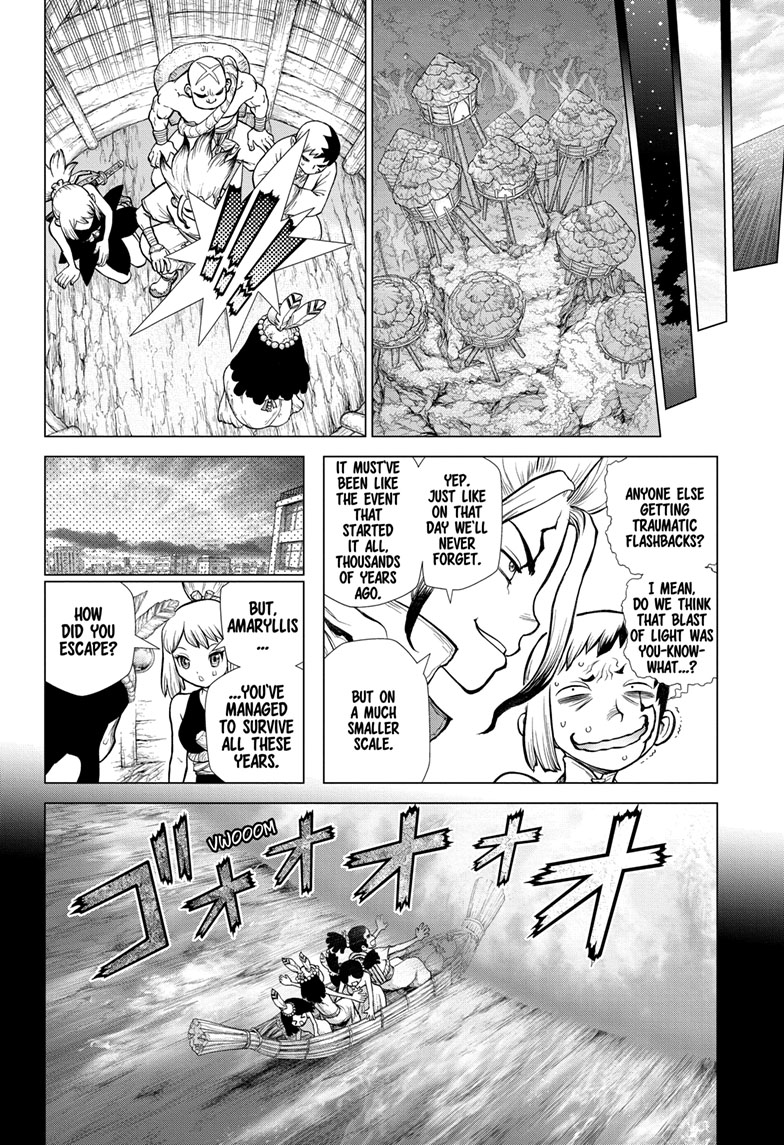 ANYONE ELSE
GETTING
TRAUMATIC
FLASHBACKS?
I MEAN,
DO WE THINK
THAT BLAST
OF LIGHT WAS
YOU-KNOW-
WHAT...?
YEP.
JUST LIKE
ON THAT
DAY WE'LL
NEVER
FORGET.
IT MUST'VE
BEEN LIKE
THE EVENT
THAT
STARTED
IT ALL,
THOUSANDS
OF YEARS
AGO.
BUT ON
A MUCH
SMALLER
SCALE.
BUT,
AMARYLLIS
...
...YOU'VE
MANAGED
TO SURVIVE
ALL THESE
YEARS.
HOW
DID YOU
ESCAPE?
ゴォォオォオ
VWOOOM